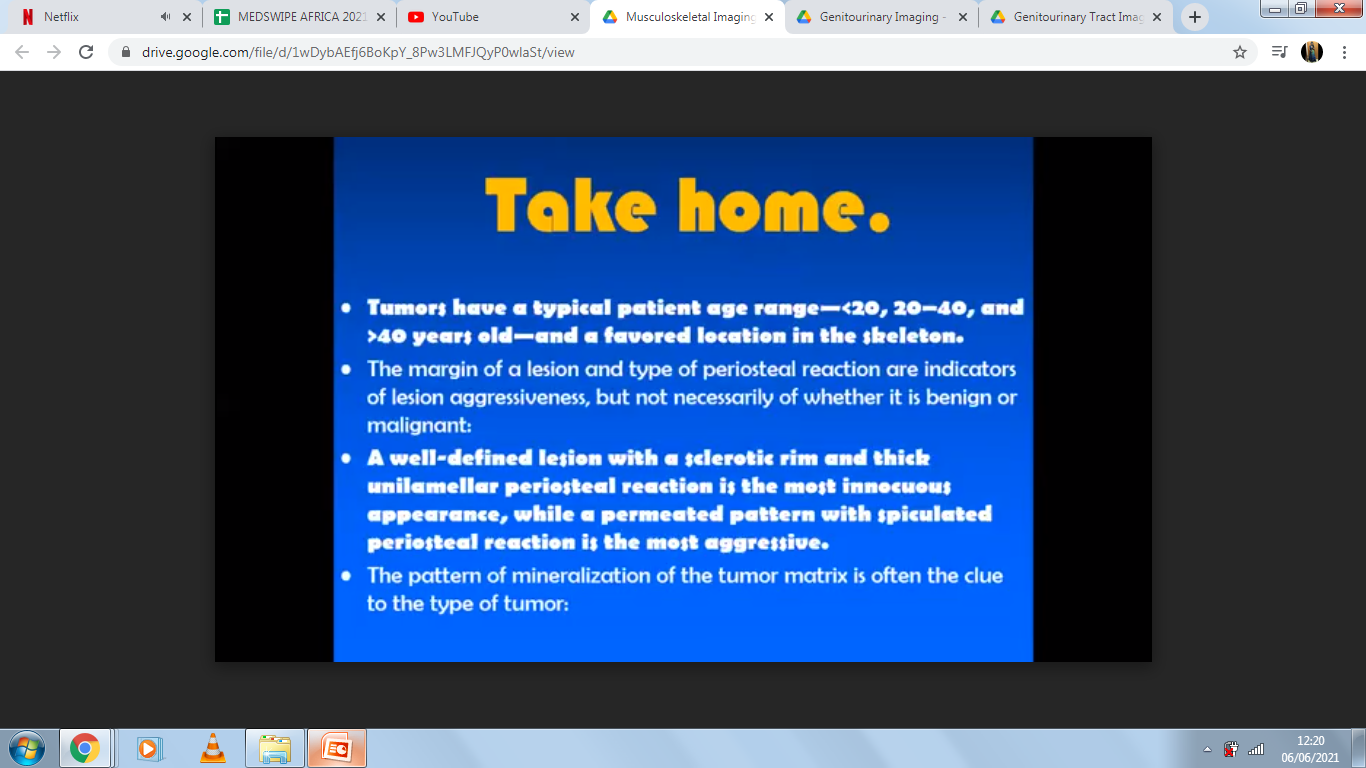 Netflix
MEDSWIPE AFRICA 2021
YouTube
Musculoskeletal Imaging
Genitourinary Imaging -
Genitourinary Tract Imag
drive.google.com/file/d/1wDybAEfj6BoKpY_8Pw3LMFJQyP0wlaSt/view
Take home.
• Tumors have a typical patient age range—<20, 20–40, and
>40 years old—and a favored location in the skeleton.
• The margin of a lesion and type of periosteal reaction are indicators
of lesion aggressiveness, but not necessarily of whether it is benign or
malignant:
• A well-defined lesion with a sclerotic rim and thick
unilamellar periosteal reaction is the most innocuous
appearance, while a permeated pattern with spiculated
periosteal reaction is the most aggressive.
• The pattern of mineralization of the tumor matrix is often the clue
to the type of tumor:
12:20
06/06/2021